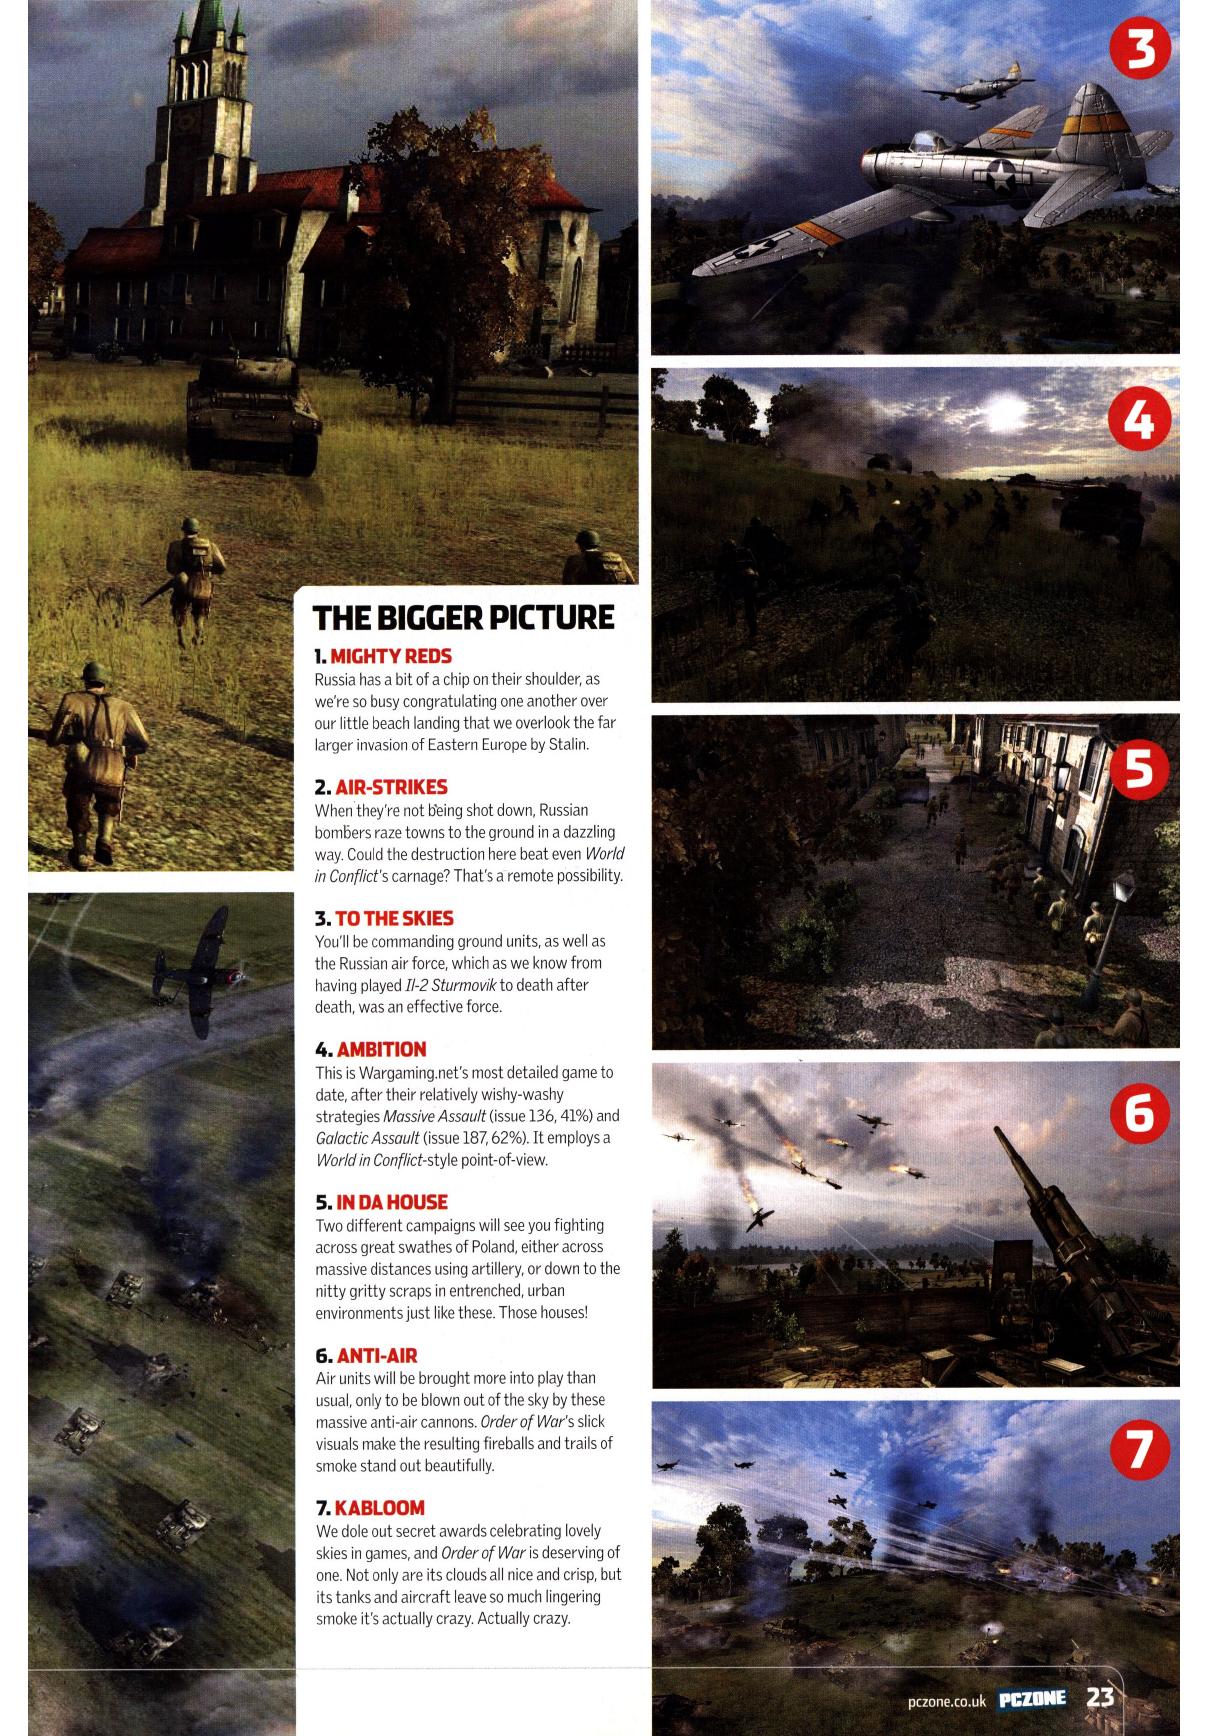 THE BIGGER PICTURE
1. MIGHTY REDS
Russia has a bit of a chip on their shoulder, as
we're so busy congratulating one another over
our little beach landing that we overlook the far
larger invasion of Eastern Europe by Stalin.
2. AIR-STRIKES
When they're not being shot down, Russian
bombers raze towns to the ground in a dazzling
way. Could the destruction here beat even World
in Conflict's carnage? That's a remote possibility.
3. TO THE SKIES
You'll be commanding ground units, as well as
the Russian air force, which as we know from
having played Il-2 Sturmovik to death after
death, was an effective force.
4. AMBITION
This is Wargaming.net's most detailed game to
date, after their relatively wishy-washy
strategies Massive Assault (issue 136, 41%) and
Galactic Assault (issue 187, 62%). It employs a
World in Conflict-style point-of-view.
5. IN DA HOUSE
Two different campaigns will see you fighting
across great swathes of Poland, either across
massive distances using artillery, or down to the
nitty gritty scraps in entrenched, urban
environments just like these. Those houses!
6. ANTI-AIR
Air units will be brought more into play than
usual, only to be blown out of the sky by these
massive anti-air cannons. Order of War's slick
visuals make the resulting fireballs and trails of
smoke stand out beautifully.
7. KABLOOM
We dole out secret awards celebrating lovely
skies in games, and Order of War is deserving of
one. Not only are its clouds all nice and crisp, but
its tanks and aircraft leave so much lingering
smoke it's actually crazy. Actually crazy.
3
4
5
6
7
pczone.co.uk PCZONE 23